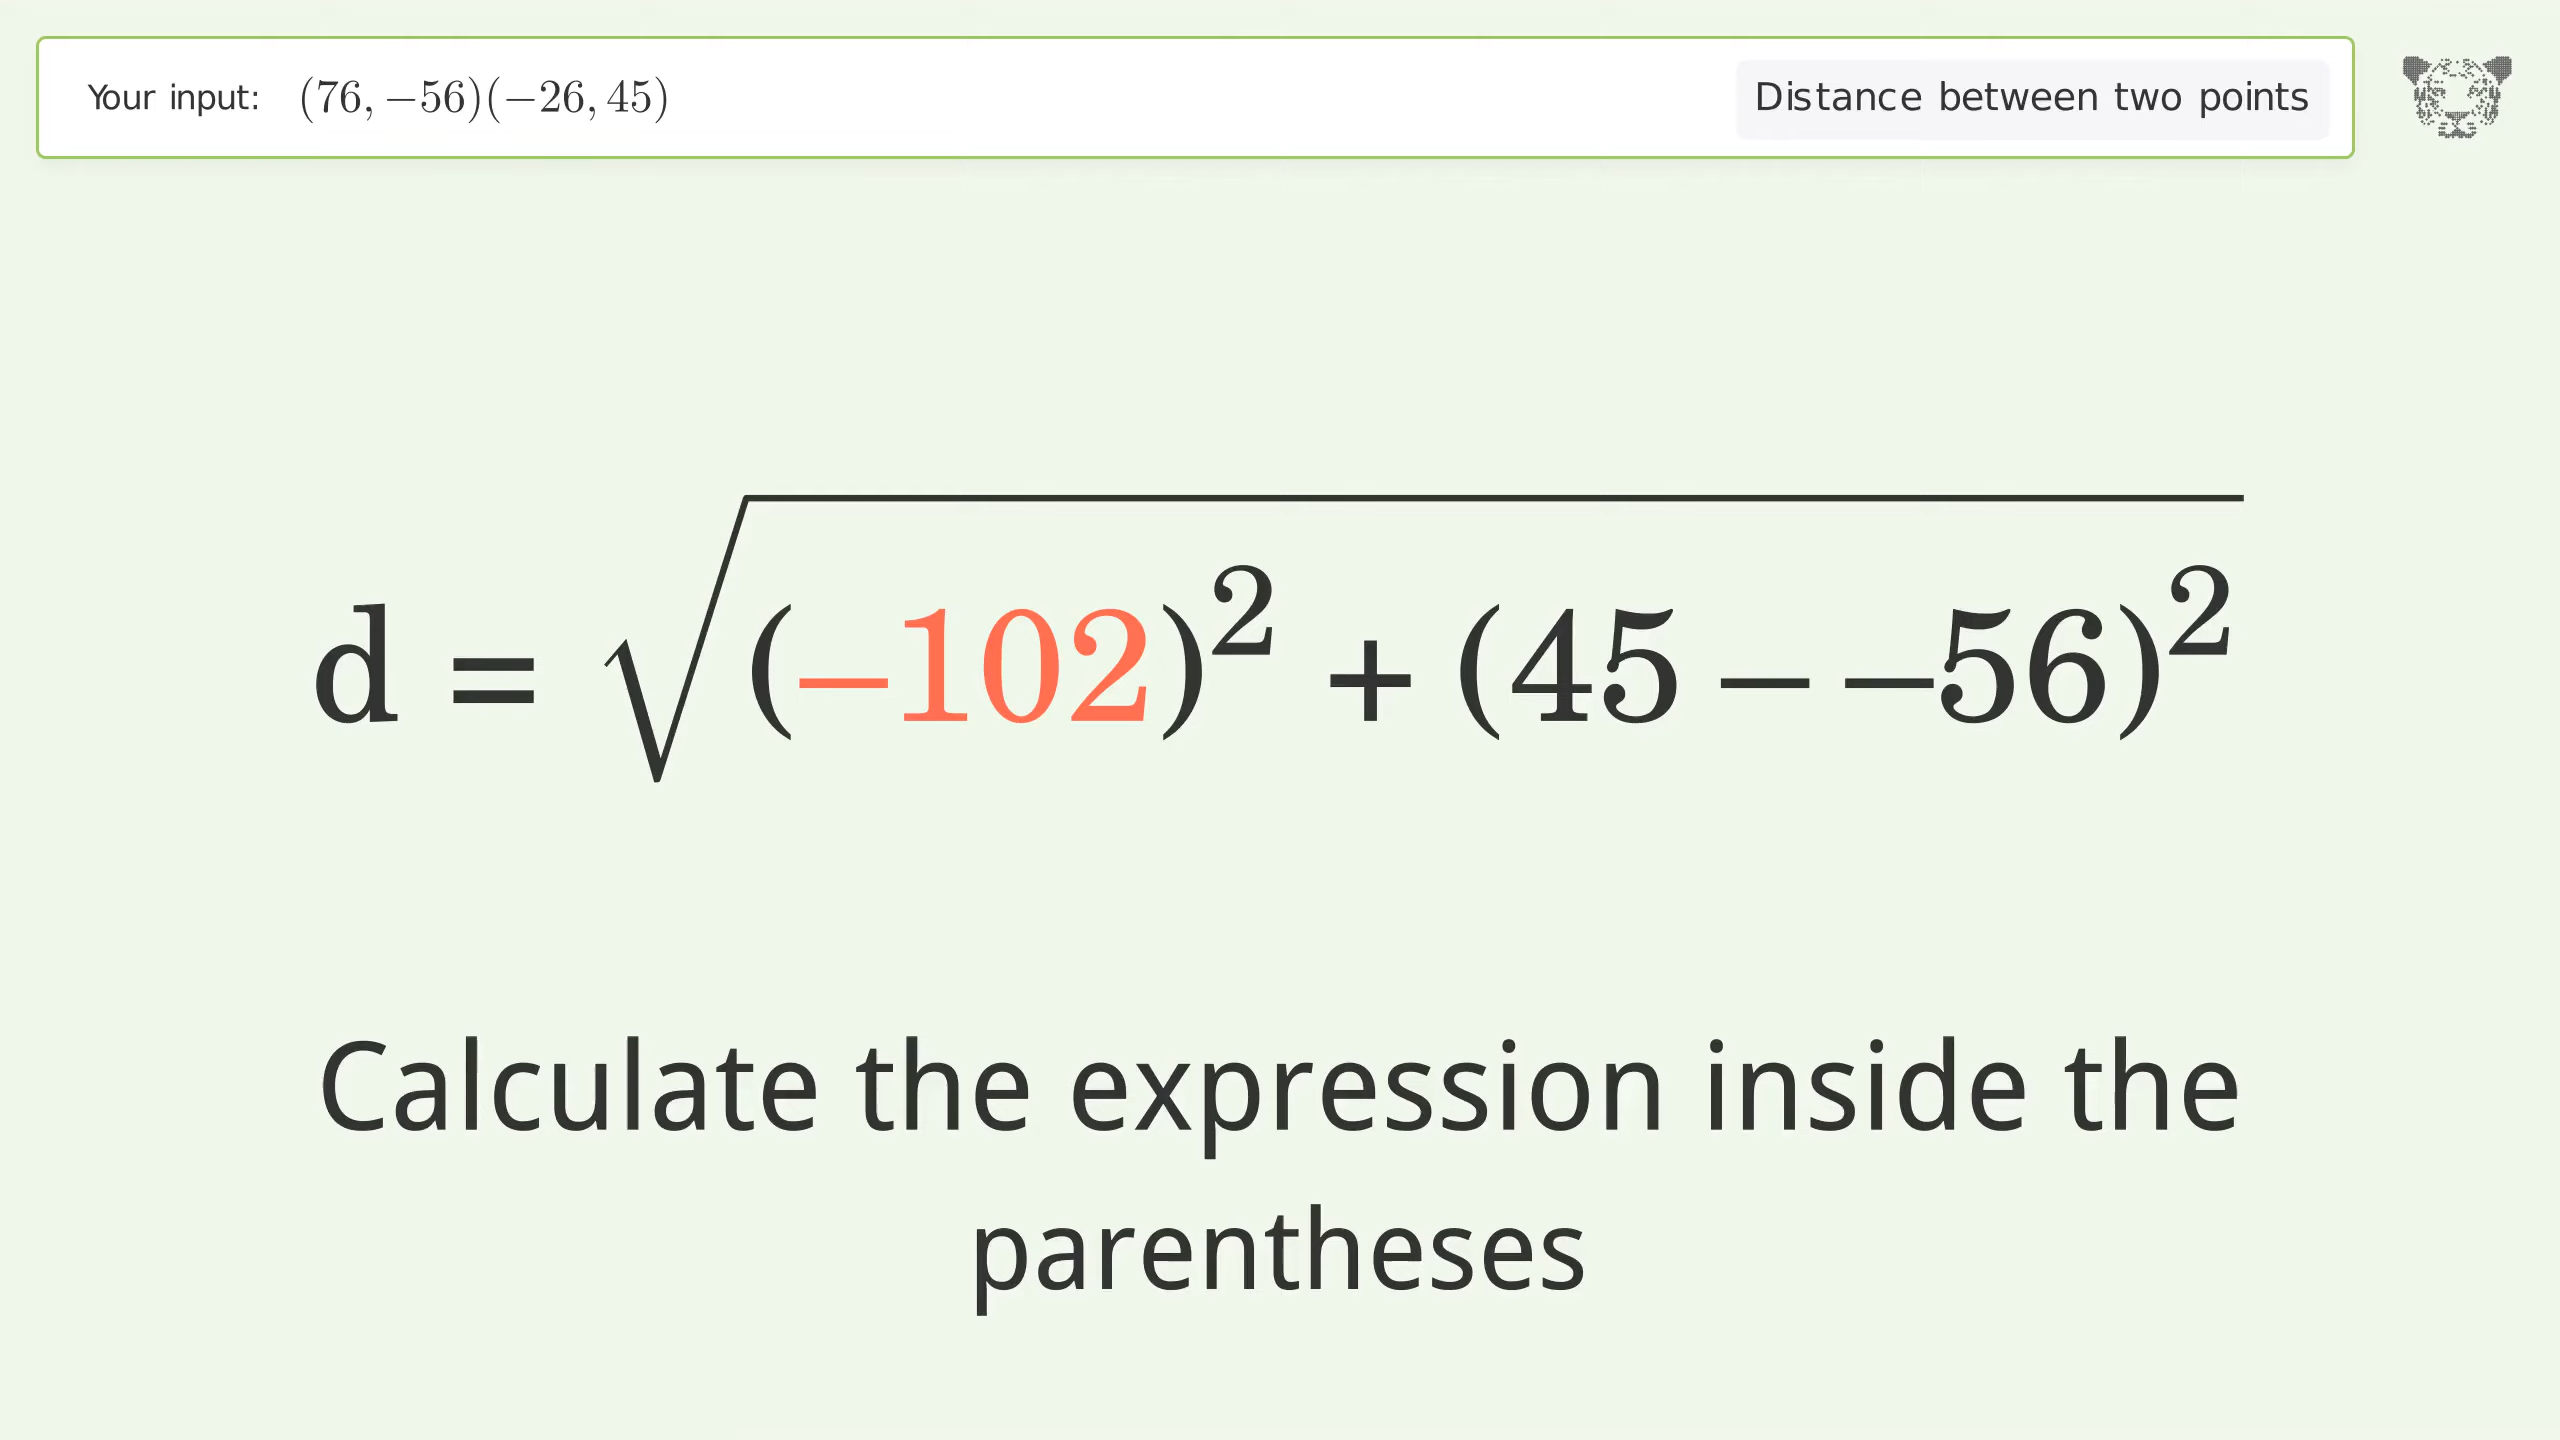 Your input: (76, −56)(−26, 45)
Distance between two points
d = √(−102)² + (45 − −56)²
Calculate the expression inside the
parentheses